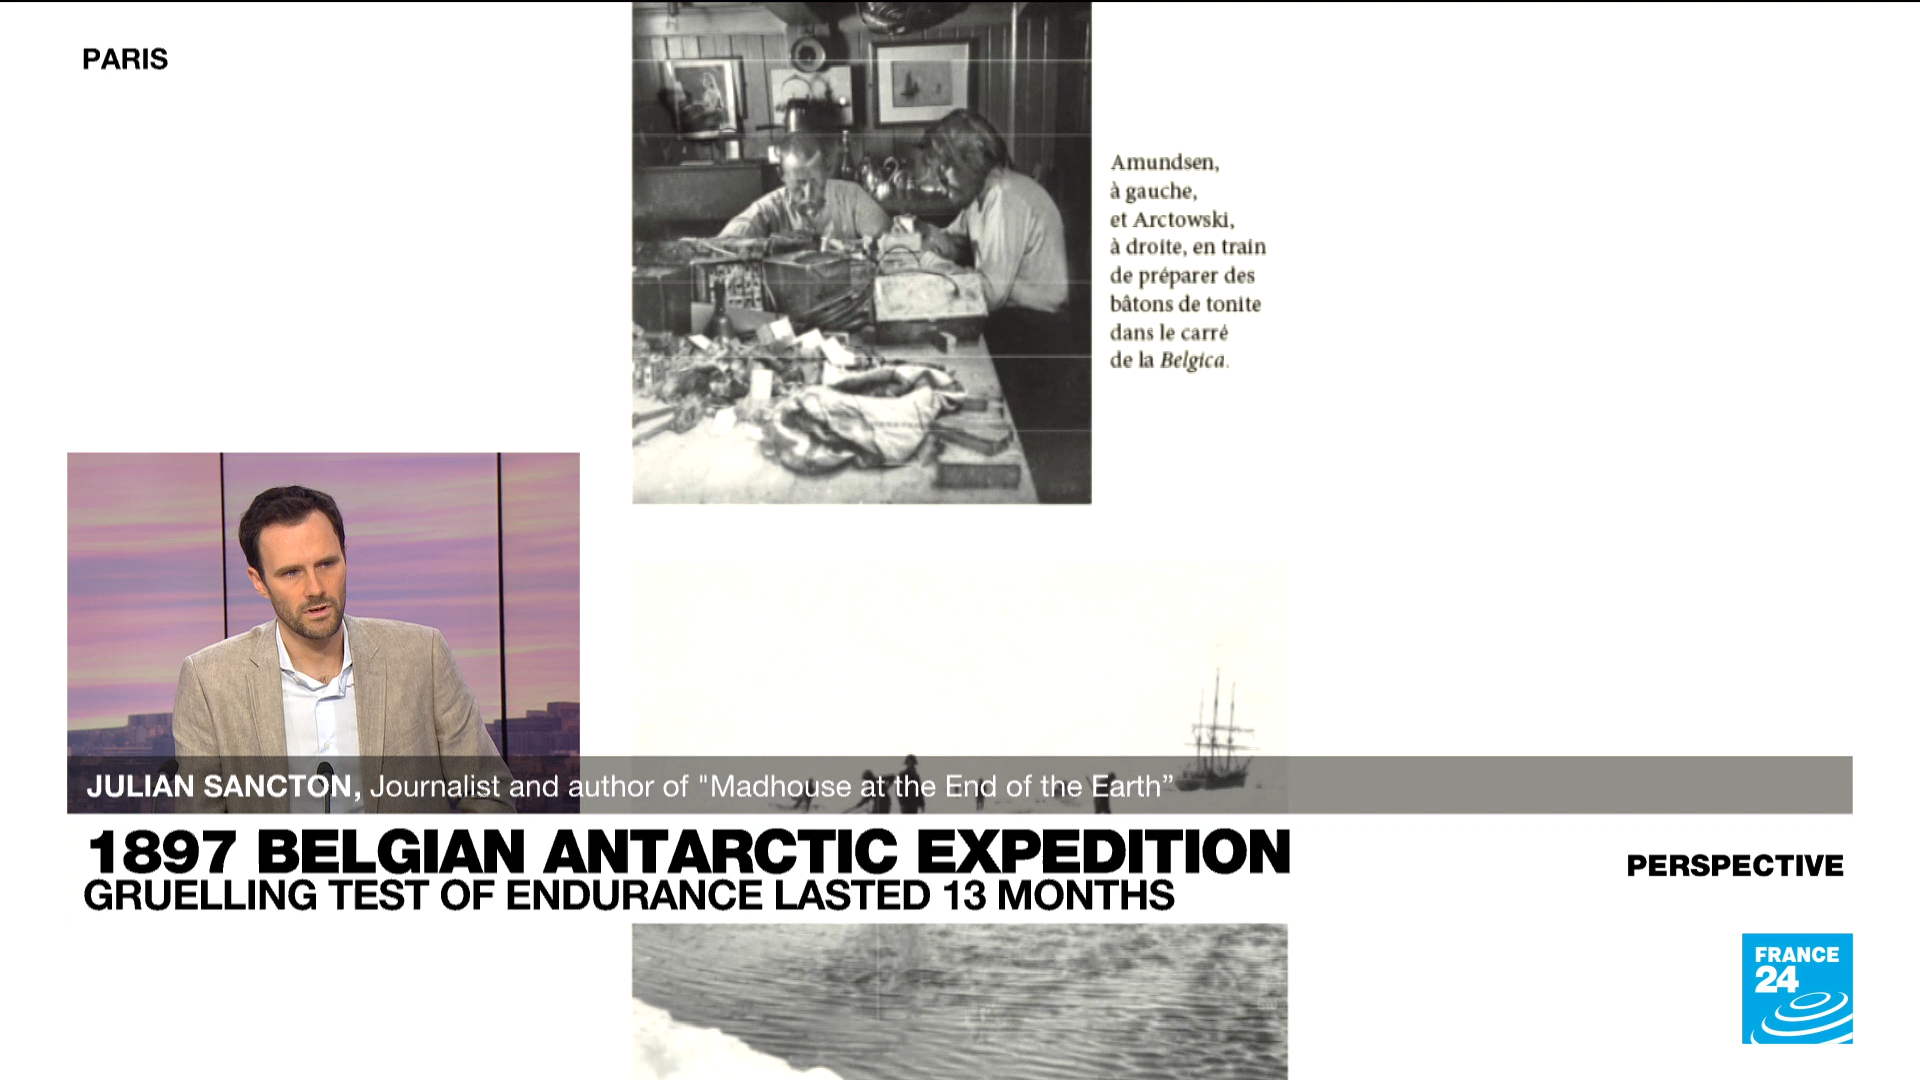 PARIS
Amundsen,
à gauche,
et Arctowski,
à droite, en train
de préparer des
bâtons de tonite
dans le carré
de la Belgica.
JULIAN SANCTON, Journalist and author of "Madhouse at the End of the Earth”
1897 BELGIAN ANTARCTIC EXPEDITION
GRUELLING TEST OF ENDURANCE LASTED 13 MONTHS
PERSPECTIVE
FRANCE
24